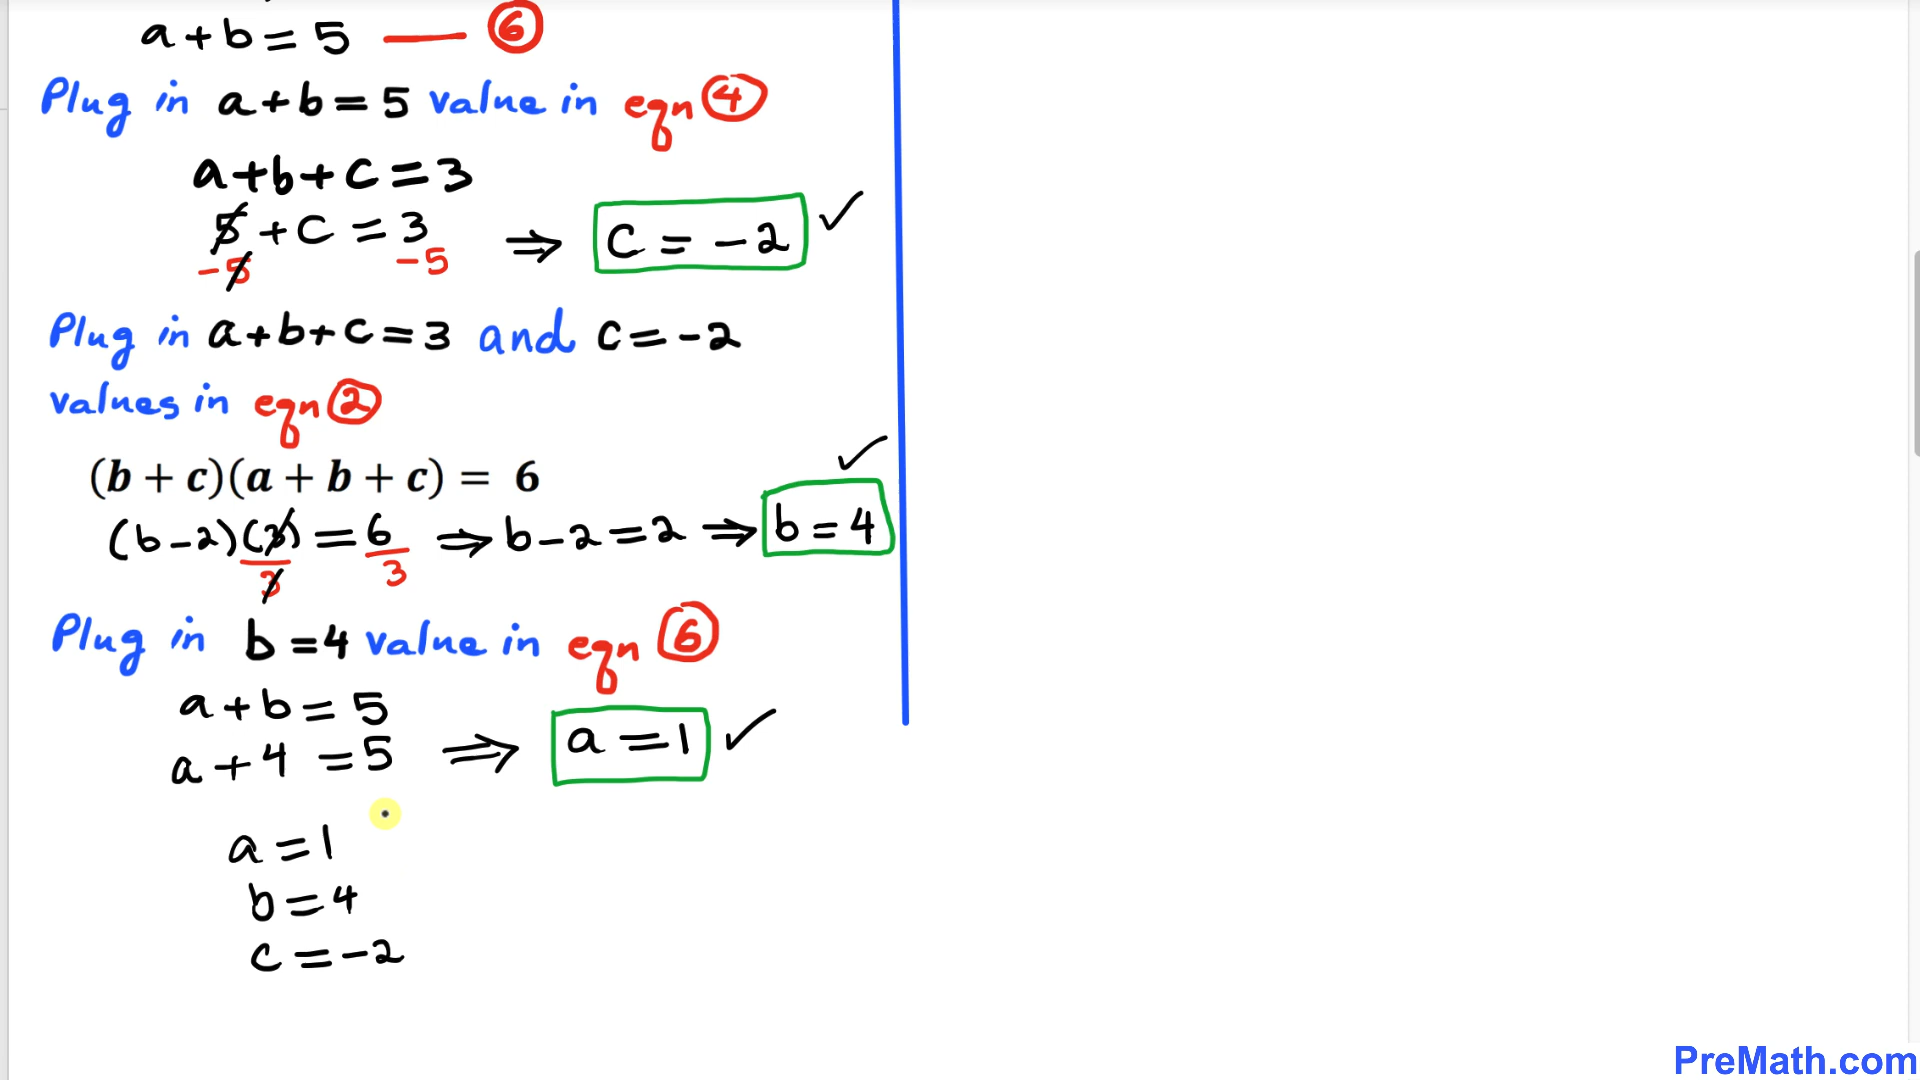 a + b = 5 — ⑥
Plug in a + b = 5 value in eqn ④
a + b + c = 3
5 + c = 3 ⇒ c = -2 ✓
-5 -5
Plug in a + b + c = 3 and c = -2
values in eqn ②
(b + c)(a + b + c) = 6 ✓
(b - 2)(3) = 6 ⇒ b - 2 = 2 ⇒ b = 4
3 3
Plug in b = 4 value in eqn ⑥
a + b = 5
a + 4 = 5 ⇒ a = 1 ✓
a = 1
b = 4
c = -2
PreMath.com